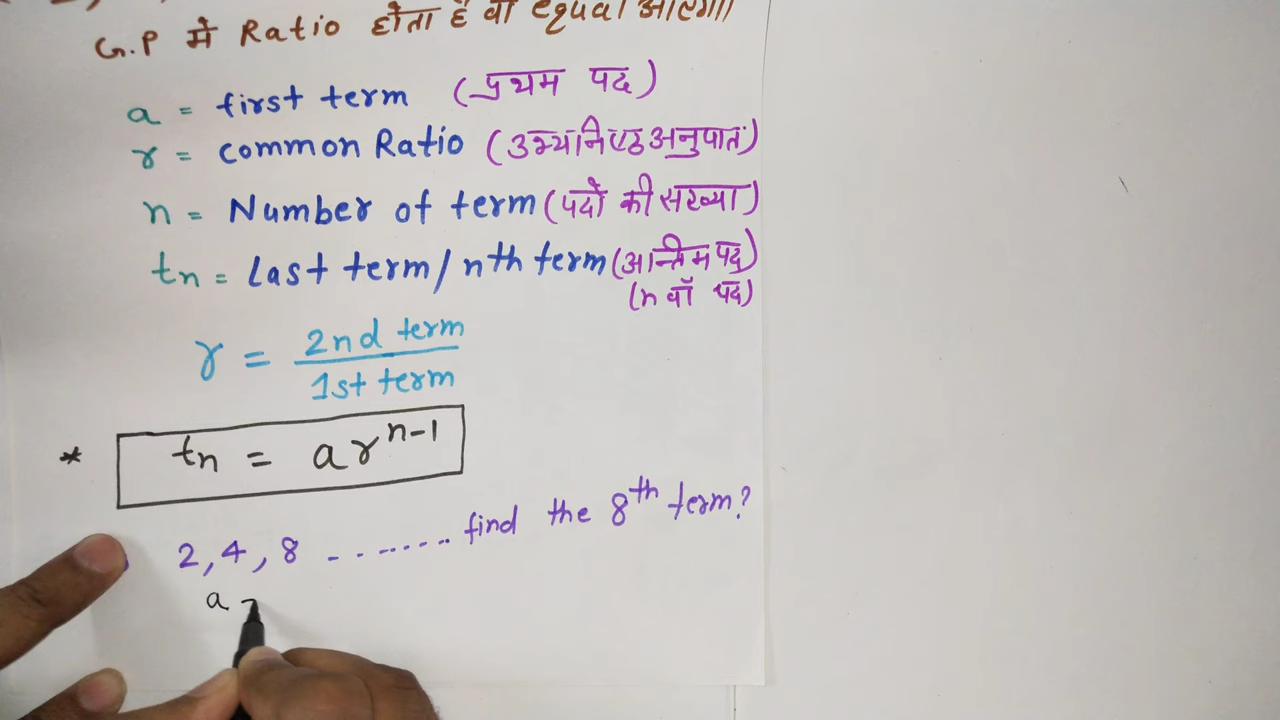 G.P में Ratio होता है वो equal आएगा
a = first term (प्रथम पद)
r = common Ratio (उभयनिष्ठ अनुपात)
n = Number of term (पदों की संख्या)
tn = Last term / nth term (अन्तिम पद)
(n वाँ पद)
r = 2nd term / 1st term
* tn = ar^n-1
2, 4, 8 - - - ..... find the 8th term?
a =